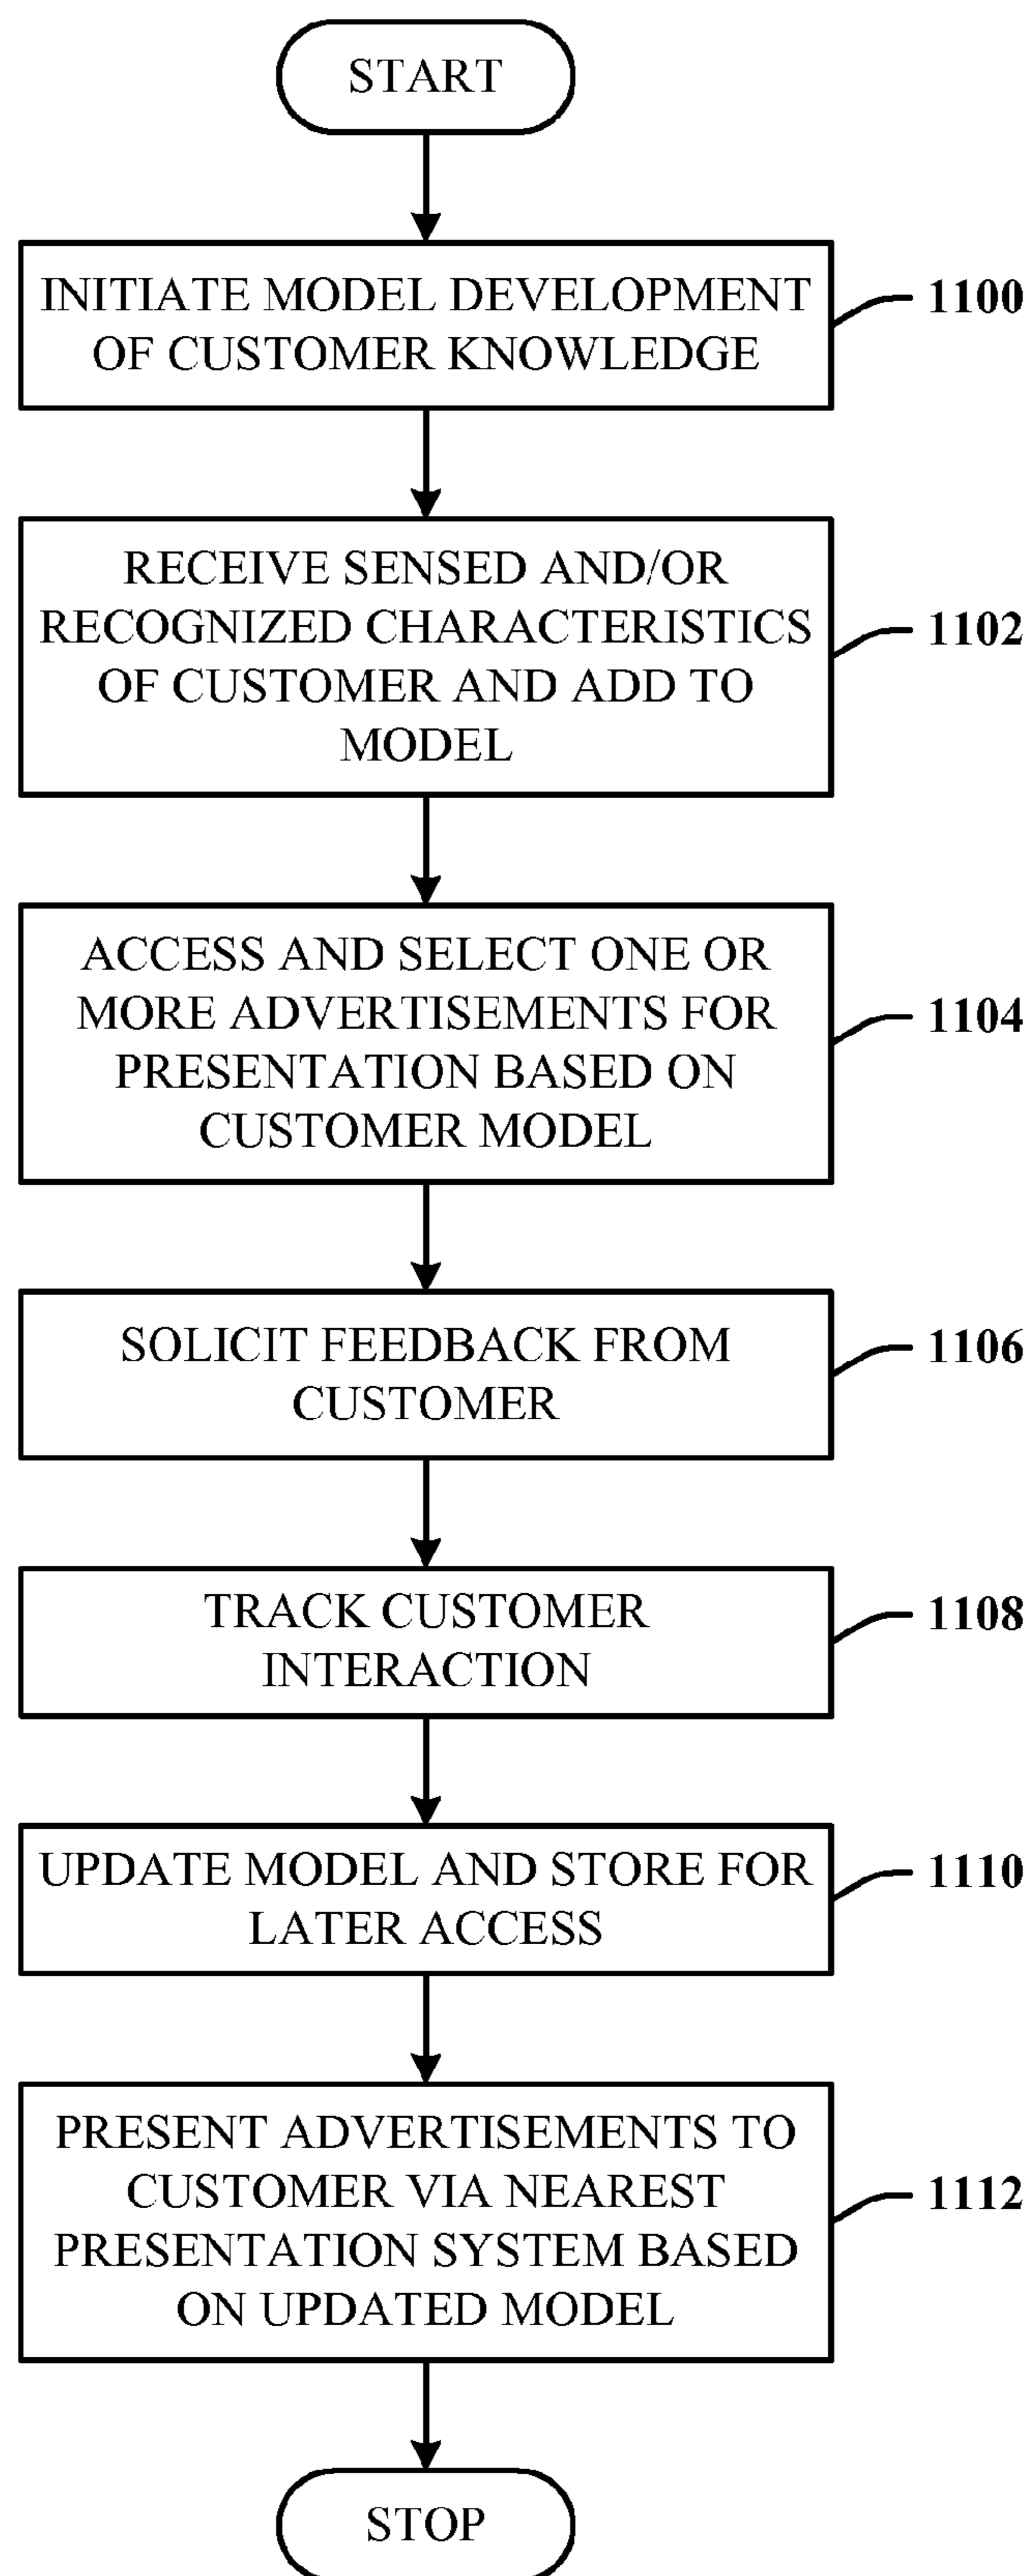 START
INITIATE MODEL DEVELOPMENT
OF CUSTOMER KNOWLEDGE
1100
RECEIVE SENSED AND/OR
RECOGNIZED CHARACTERISTICS
OF CUSTOMER AND ADD TO
MODEL
1102
ACCESS AND SELECT ONE OR
MORE ADVERTISEMENTS FOR
PRESENTATION BASED ON
CUSTOMER MODEL
1104
SOLICIT FEEDBACK FROM
CUSTOMER
1106
TRACK CUSTOMER
INTERACTION
1108
UPDATE MODEL AND STORE FOR
LATER ACCESS
1110
PRESENT ADVERTISEMENTS TO
CUSTOMER VIA NEAREST
PRESENTATION SYSTEM BASED
ON UPDATED MODEL
1112
STOP